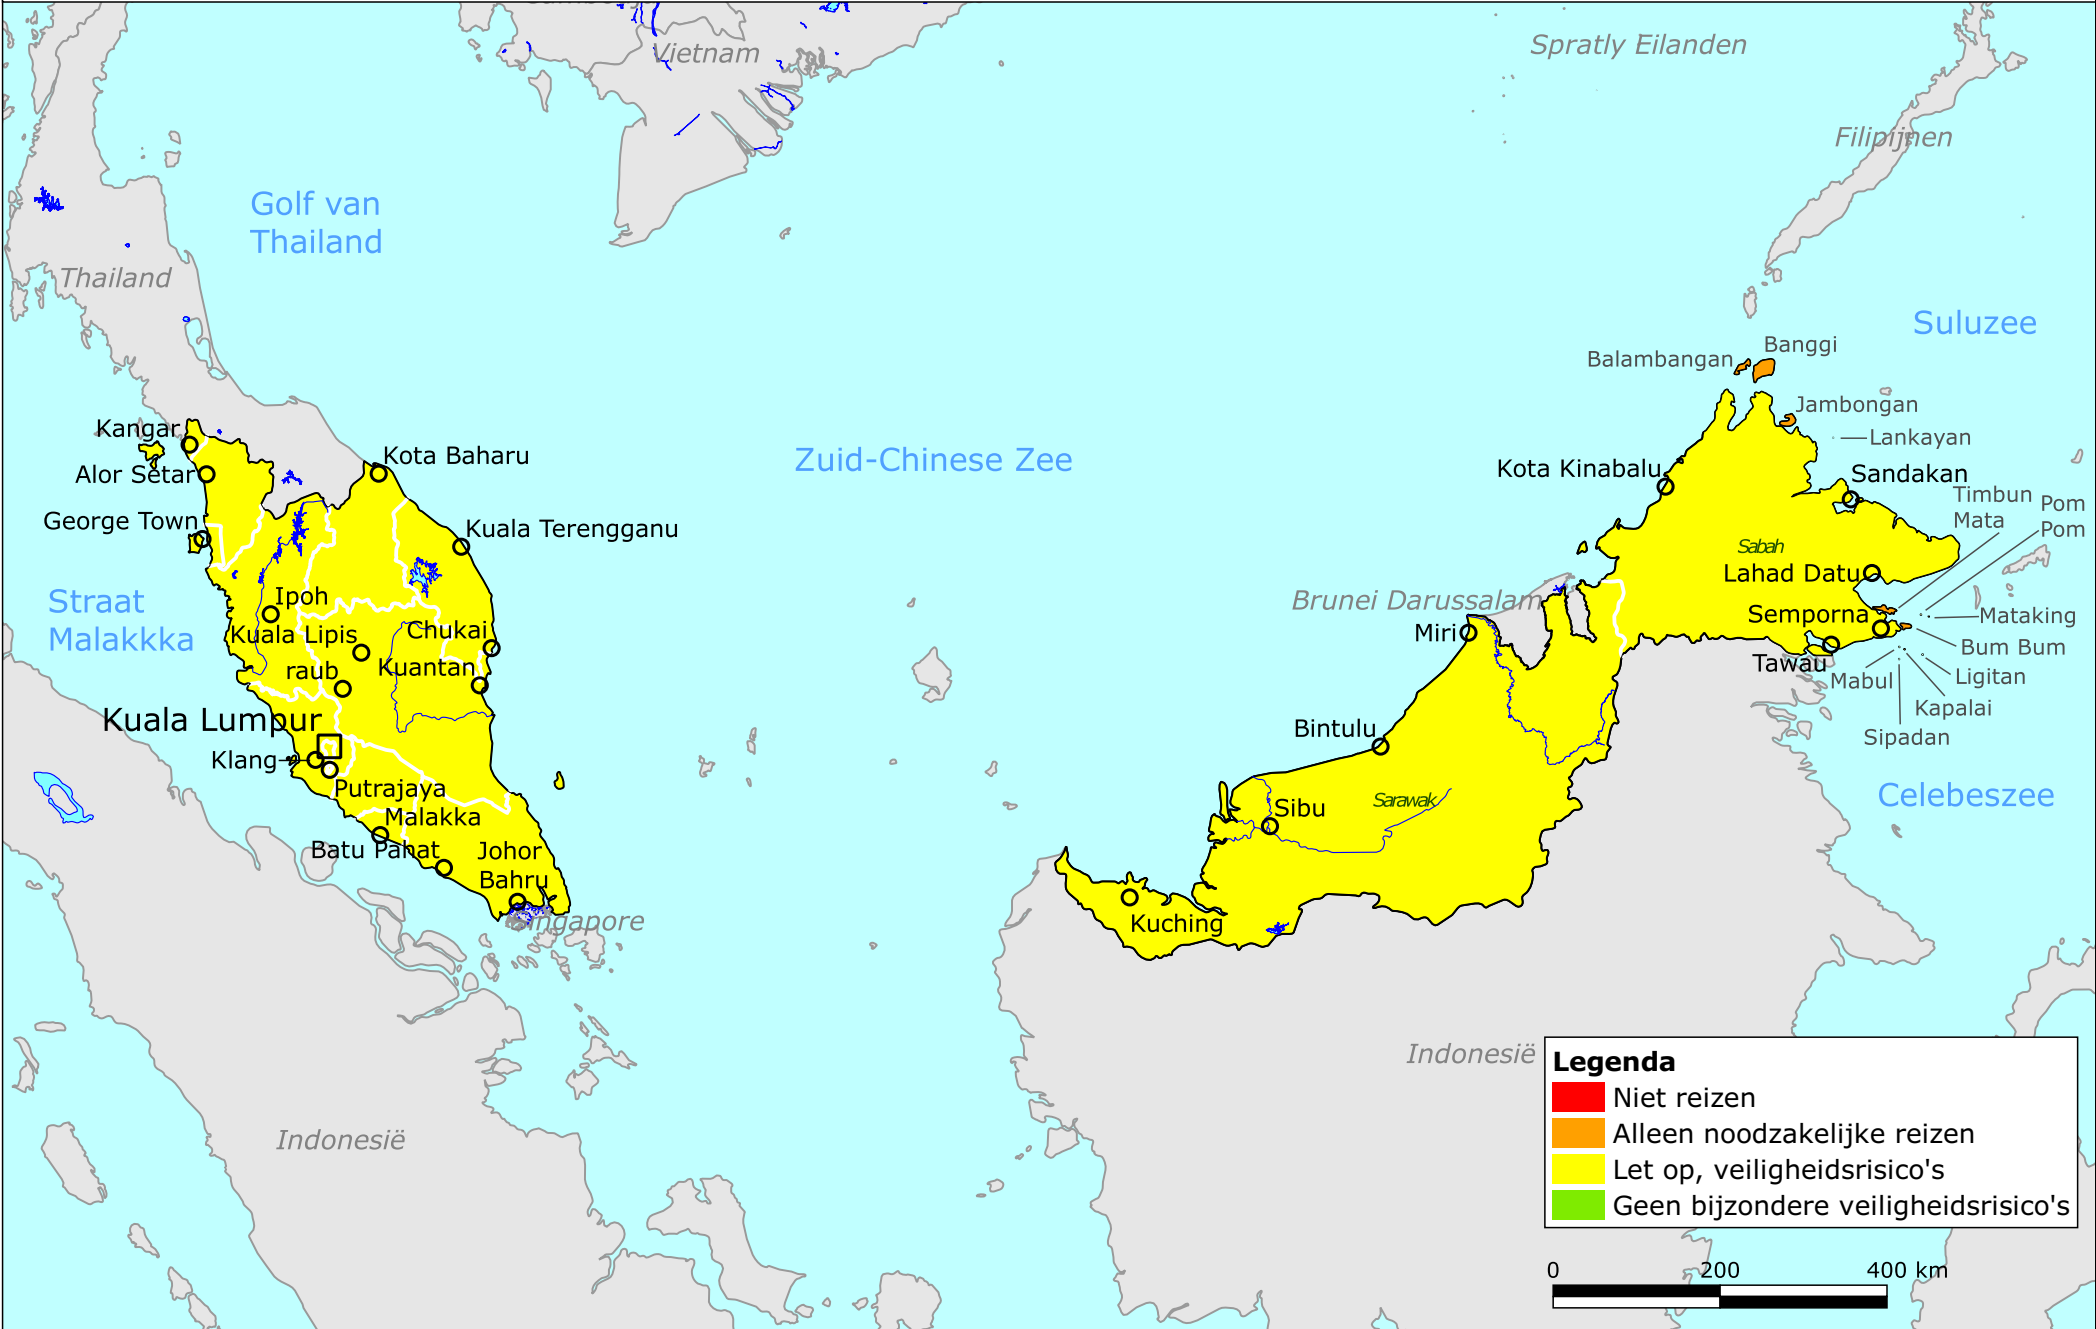 Vietnam
Spratly Eilanden
Filipijnen
Golf van
Thailand
Thailand
Suluzee
Banggi
Balambangan
Jambongan
Kangar
Lankayan
Kota Baharu
Zuid-Chinese Zee
Kota Kinabalu
Sandakan
Alor Setar
Timbun
Mata
Pom
Pom
George Town
Kuala Terengganu
Sabah
Lahad Datu
Straat
Malakkka
Ipoh
Brunei Darussalam
Semporna
Mataking
Kuala Lipis
Chukai
Miri
Bum Bum
raub
Kuantan
Tawau
Mabul
Ligitan
Kapalai
Kuala Lumpur
Bintulu
Sipadan
Klang
Putrajaya
Celebeszee
Malakka
Sarawak
Sibu
Batu Pahat
Johor
Bahru
Singapore
Kuching
Indonesië
Indonesië
Legenda
Niet reizen
Alleen noodzakelijke reizen
Let op, veiligheidsrisico's
Geen bijzondere veiligheidsrisico's
0 200 400 km